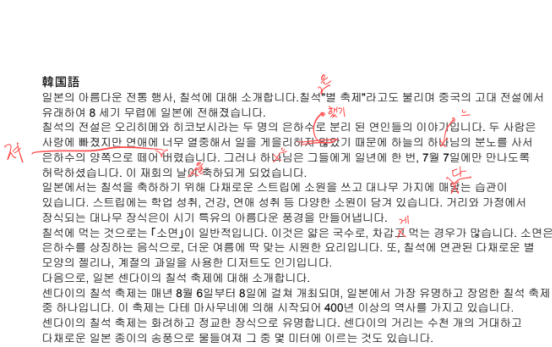 韓国語
일본의 아름다운 전통 행사, 칠석에 대해 소개합니다.칠석"별 축제"라고도 불리며 중국의 고대 전설에서
유래하여 8 세기 무렵에 일본에 전해졌습니다.
칠석의 전설은 오리히메와 히코보시라는 두 명의 은하수로 분리 된 연인들의 이야기입니다. 두 사람은
사랑에 빠졌지만 연애에 너무 열중해서 일을 게을리하지 않았기 때문에 하늘의 하나님의 분노를 사서
은하수의 양쪽으로 떼어 버렸습니다. 그러나 하나님은 그들에게 일년에 한 번, 7월 7일에만 만나도록
허락하셨습니다. 이 재회의 날이 축하되게 되었습니다.
일본에서는 칠석을 축하하기 위해 다채로운 스트립에 소원을 쓰고 대나무 가지에 매는 습관이
있습니다. 스트립에는 학업 성취, 건강, 연애 성취 등 다양한 소원이 담겨 있습니다. 거리와 가정에서
장식되는 대나무 장식은이 시기 특유의 아름다운 풍경을 만들어냅니다.
칠석에 먹는 것으로는 「소면」이 일반적입니다. 이것은 얇은 국수로, 차갑고 먹는 경우가 많습니다. 소면은
은하수를 상징하는 음식으로, 더운 여름에 딱 맞는 시원한 요리입니다. 또, 칠석에 연관된 다채로운 별
모양의 젤리나, 계절의 과일을 사용한 디저트도 인기입니다.
다음으로, 일본 센다이의 칠석 축제에 대해 소개합니다.
센다이의 칠석 축제는 매년 8월 6일부터 8일에 걸쳐 개최되며, 일본에서 가장 유명하고 장엄한 칠석 축제
중 하나입니다. 이 축제는 다테 마사무네에 의해 시작되어 400년 이상의 역사를 가지고 있습니다.
센다이의 칠석 축제는 화려하고 정교한 장식으로 유명합니다. 센다이의 거리는 수천 개의 거대하고
다채로운 일본 종이의 송풍으로 물들여져 그 중 몇 미터에 이르는 것도 있습니다.
은
했기
느
져
을
단
게